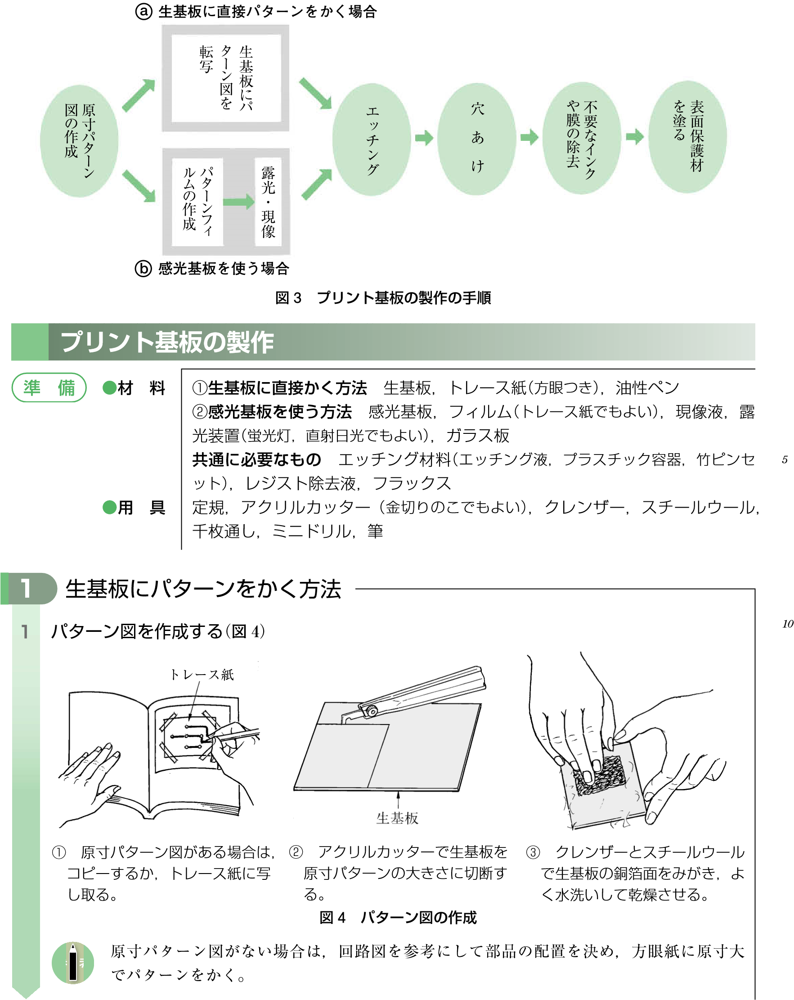 ⓐ 生基板に直接パターンをかく場合
原寸パターン
図の作成
生基板にパ
ターン図を
転写
パターンフィ
ルムの作成
露光・現像
エッチング
穴あけ
不要なインク
や膜の除去
表面保護材
を塗る
ⓑ 感光基板を使う場合
図3　プリント基板の製作の手順
プリント基板の製作
準　備
●材　料
①生基板に直接かく方法　生基板，トレース紙(方眼つき)，油性ペン
②感光基板を使う方法　感光基板，フィルム(トレース紙でもよい)，現像液，露
光装置(蛍光灯，直射日光でもよい)，ガラス板
共通に必要なもの　エッチング材料(エッチング液，プラスチック容器，竹ピンセ
5
ット)，レジスト除去液，フラックス
●用　具
定規，アクリルカッター（金切りのこでもよい)，クレンザー，スチールウール，
千枚通し，ミニドリル，筆
1　生基板にパターンをかく方法
1　パターン図を作成する(図4)
10
トレース紙
生基板
①　原寸パターン図がある場合は，
コピーするか，トレース紙に写
し取る。
②　アクリルカッターで生基板を
原寸パターンの大きさに切断す
る。
③　クレンザーとスチールウール
で生基板の銅箔面をみがき，よ
く水洗いして乾燥させる。
図4　パターン図の作成
原寸パターン図がない場合は，回路図を参考にして部品の配置を決め，方眼紙に原寸大
でパターンをかく。